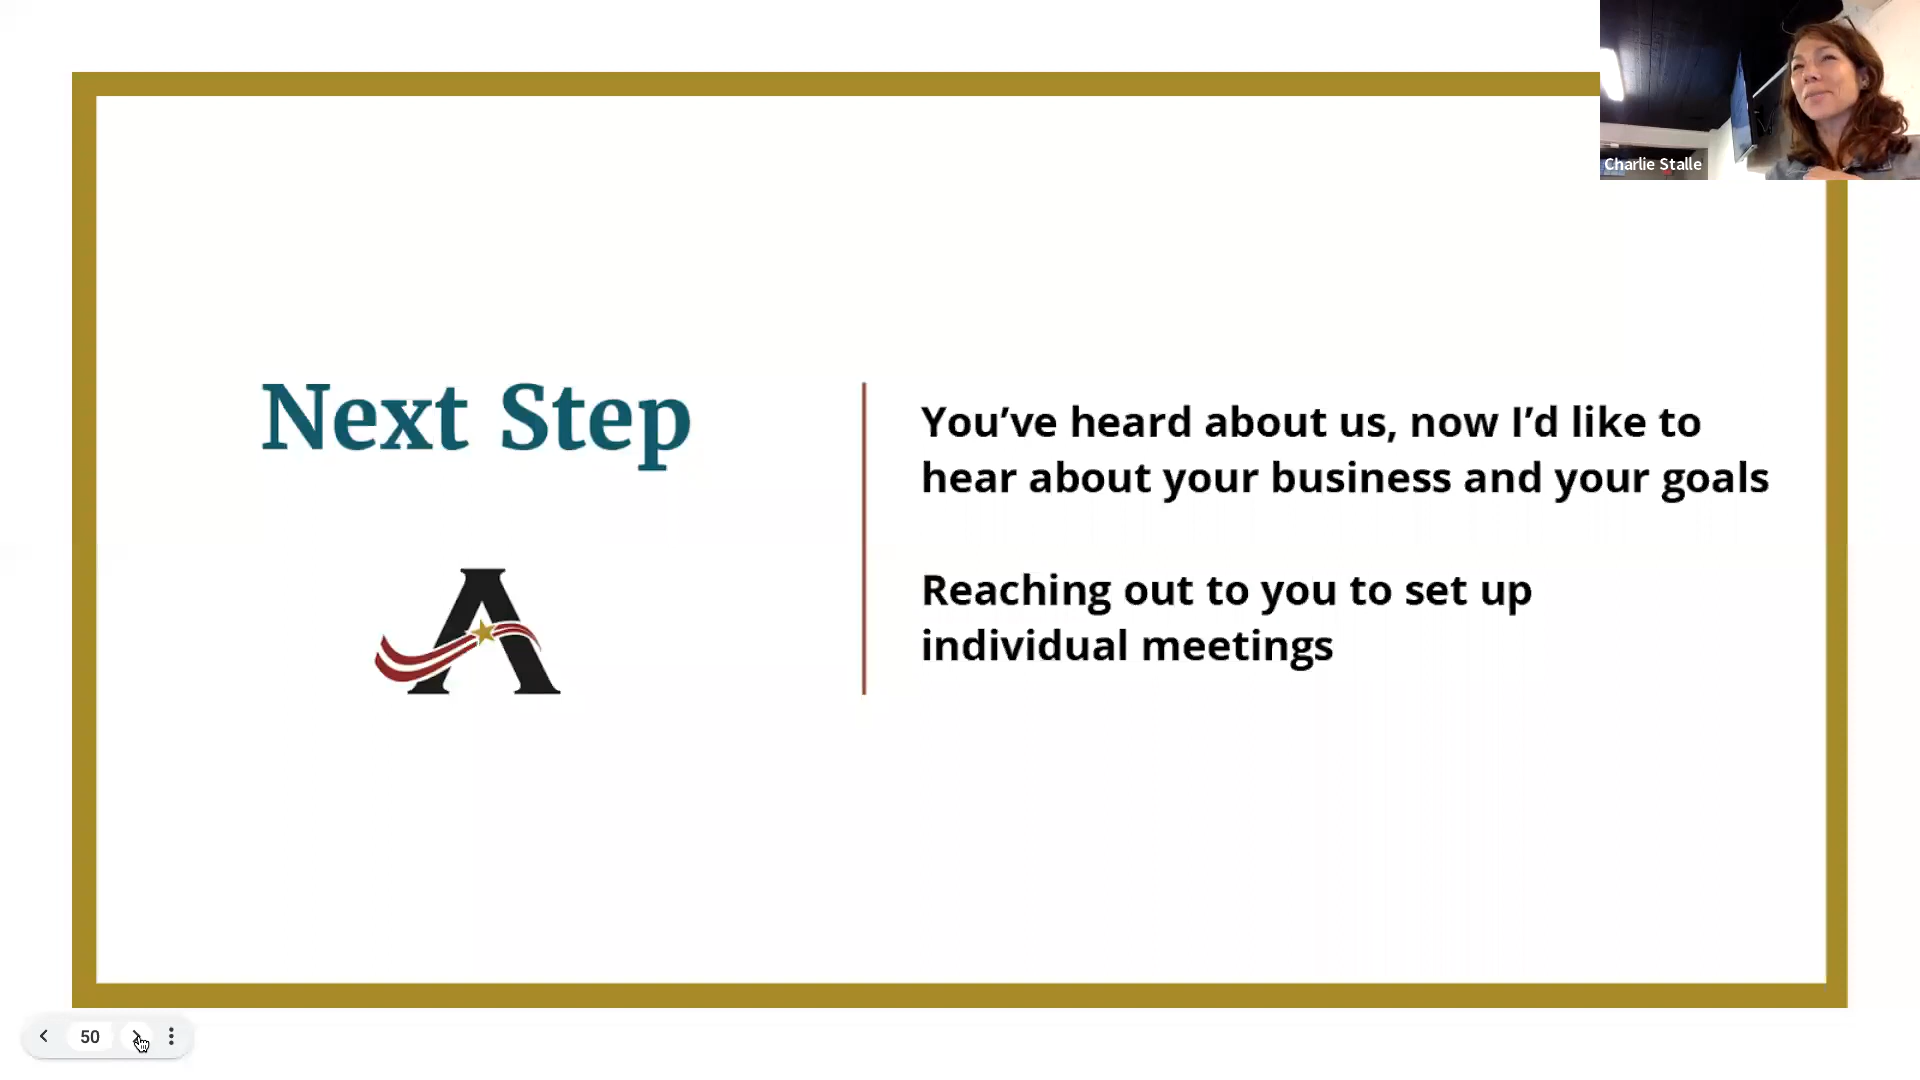 Charlie Stalle
Next Step
A
You’ve heard about us, now I’d like to
hear about your business and your goals
Reaching out to you to set up
individual meetings
50